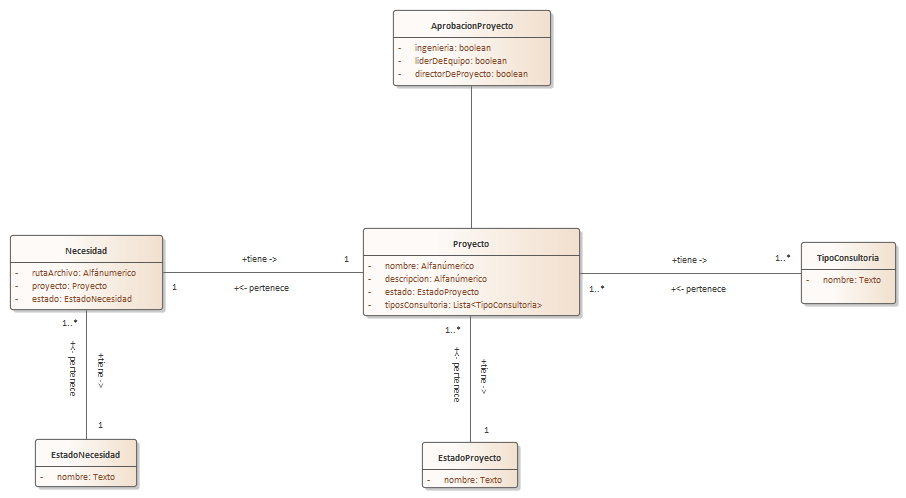 AprobacionProyecto
- ingenieria: boolean
- liderDeEquipo: boolean
- directorDeProyecto: boolean
Necesidad
- rutaArchivo: Alfánumerico
- proyecto: Proyecto
- estado: EstadoNecesidad
+tiene ->
1
1
+<- pertenece
Proyecto
- nombre: Alfanúmerico
- descripcion: Alfanúmerico
- estado: EstadoProyecto
- tiposConsultoria: Lista<TipoConsultoria>
+tiene ->
1..*
1..*
+<- pertenece
TipoConsultoria
- nombre: Texto
1..*
+<- pertenece
+tiene ->
1
EstadoNecesidad
- nombre: Texto
1..*
+<- pertenece
+tiene ->
1
EstadoProyecto
- nombre: Texto